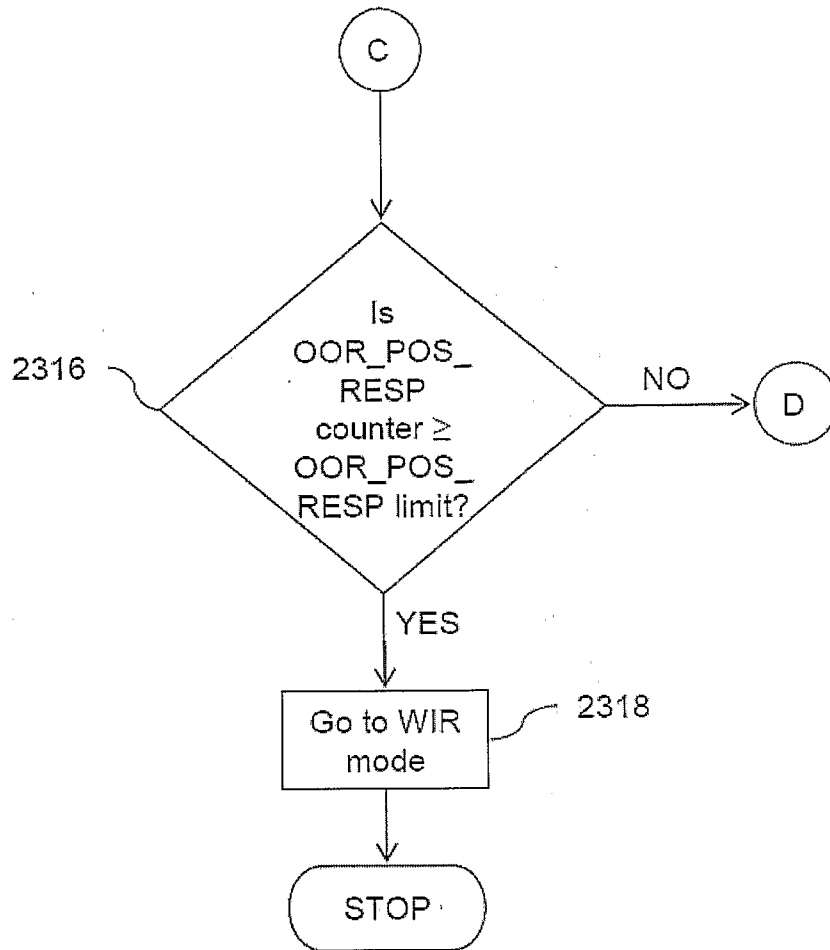 C
2316
Is
OOR_POS_
RESP
counter ≥
OOR_POS_
RESP limit?
NO
D
YES
Go to WIR
mode
2318
STOP